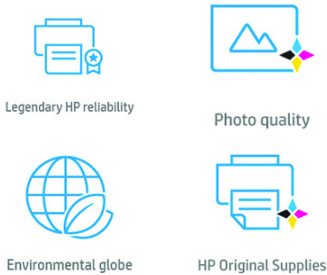 Legendary HP reliability
Photo quality
Environmental globe
HP Original Supplies